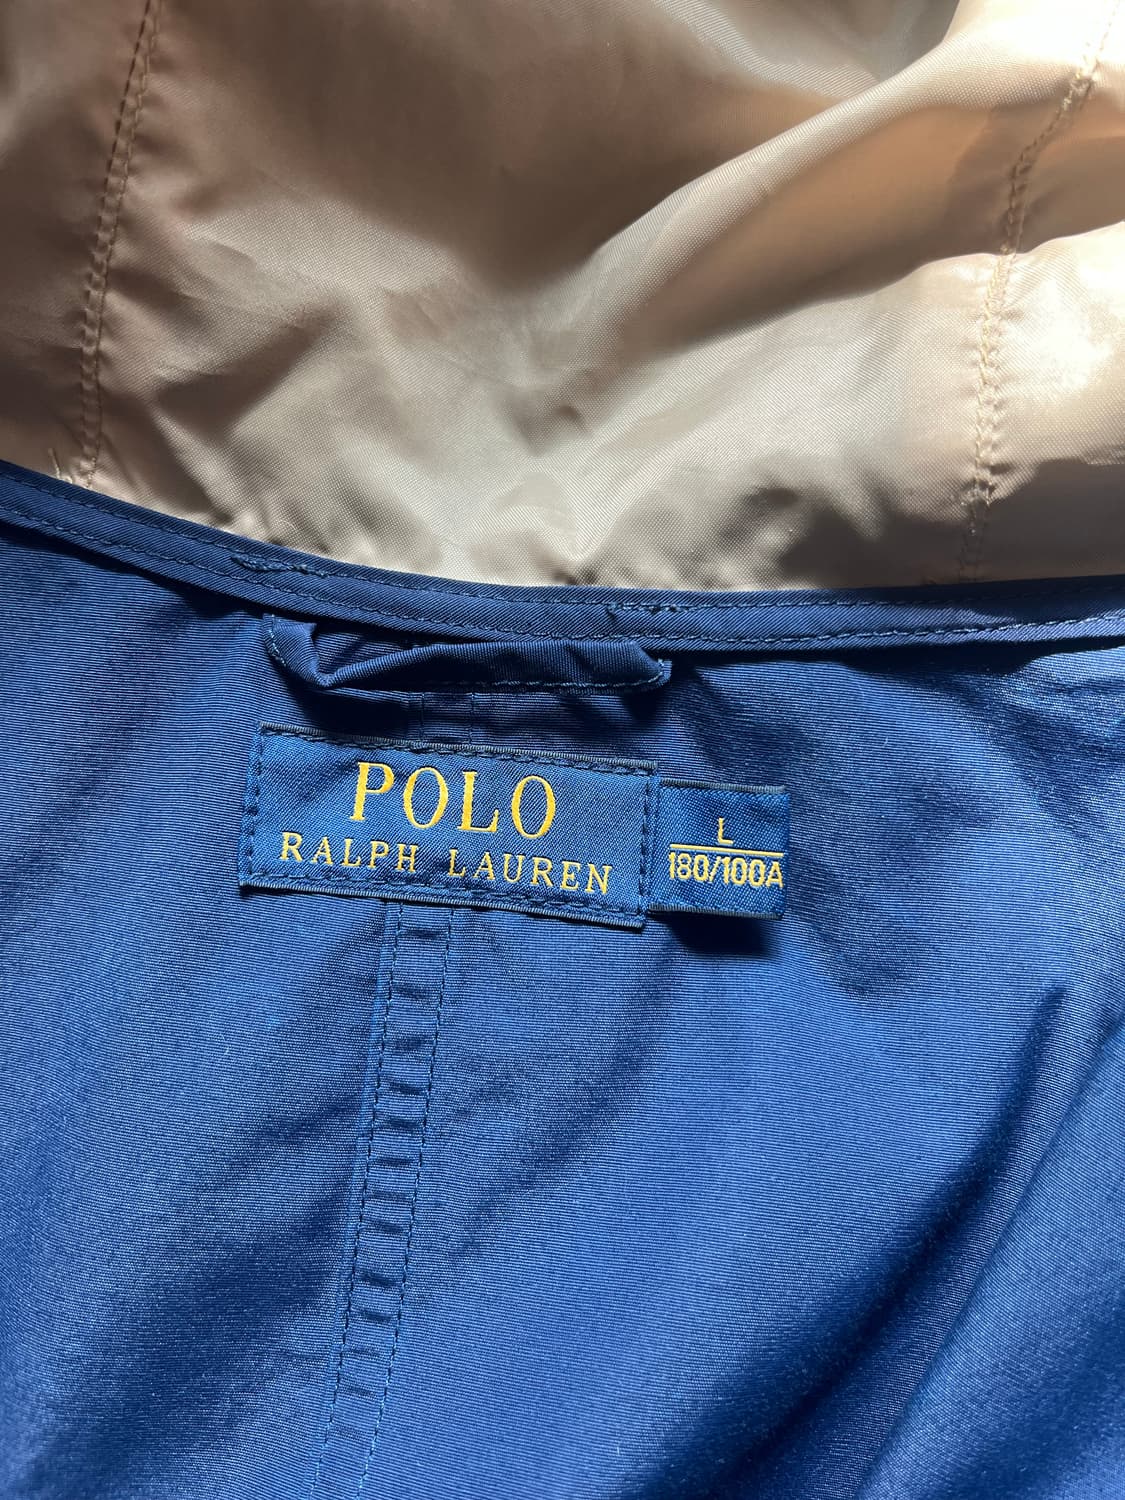 POLO
RALPH LAUREN
L
180/100A